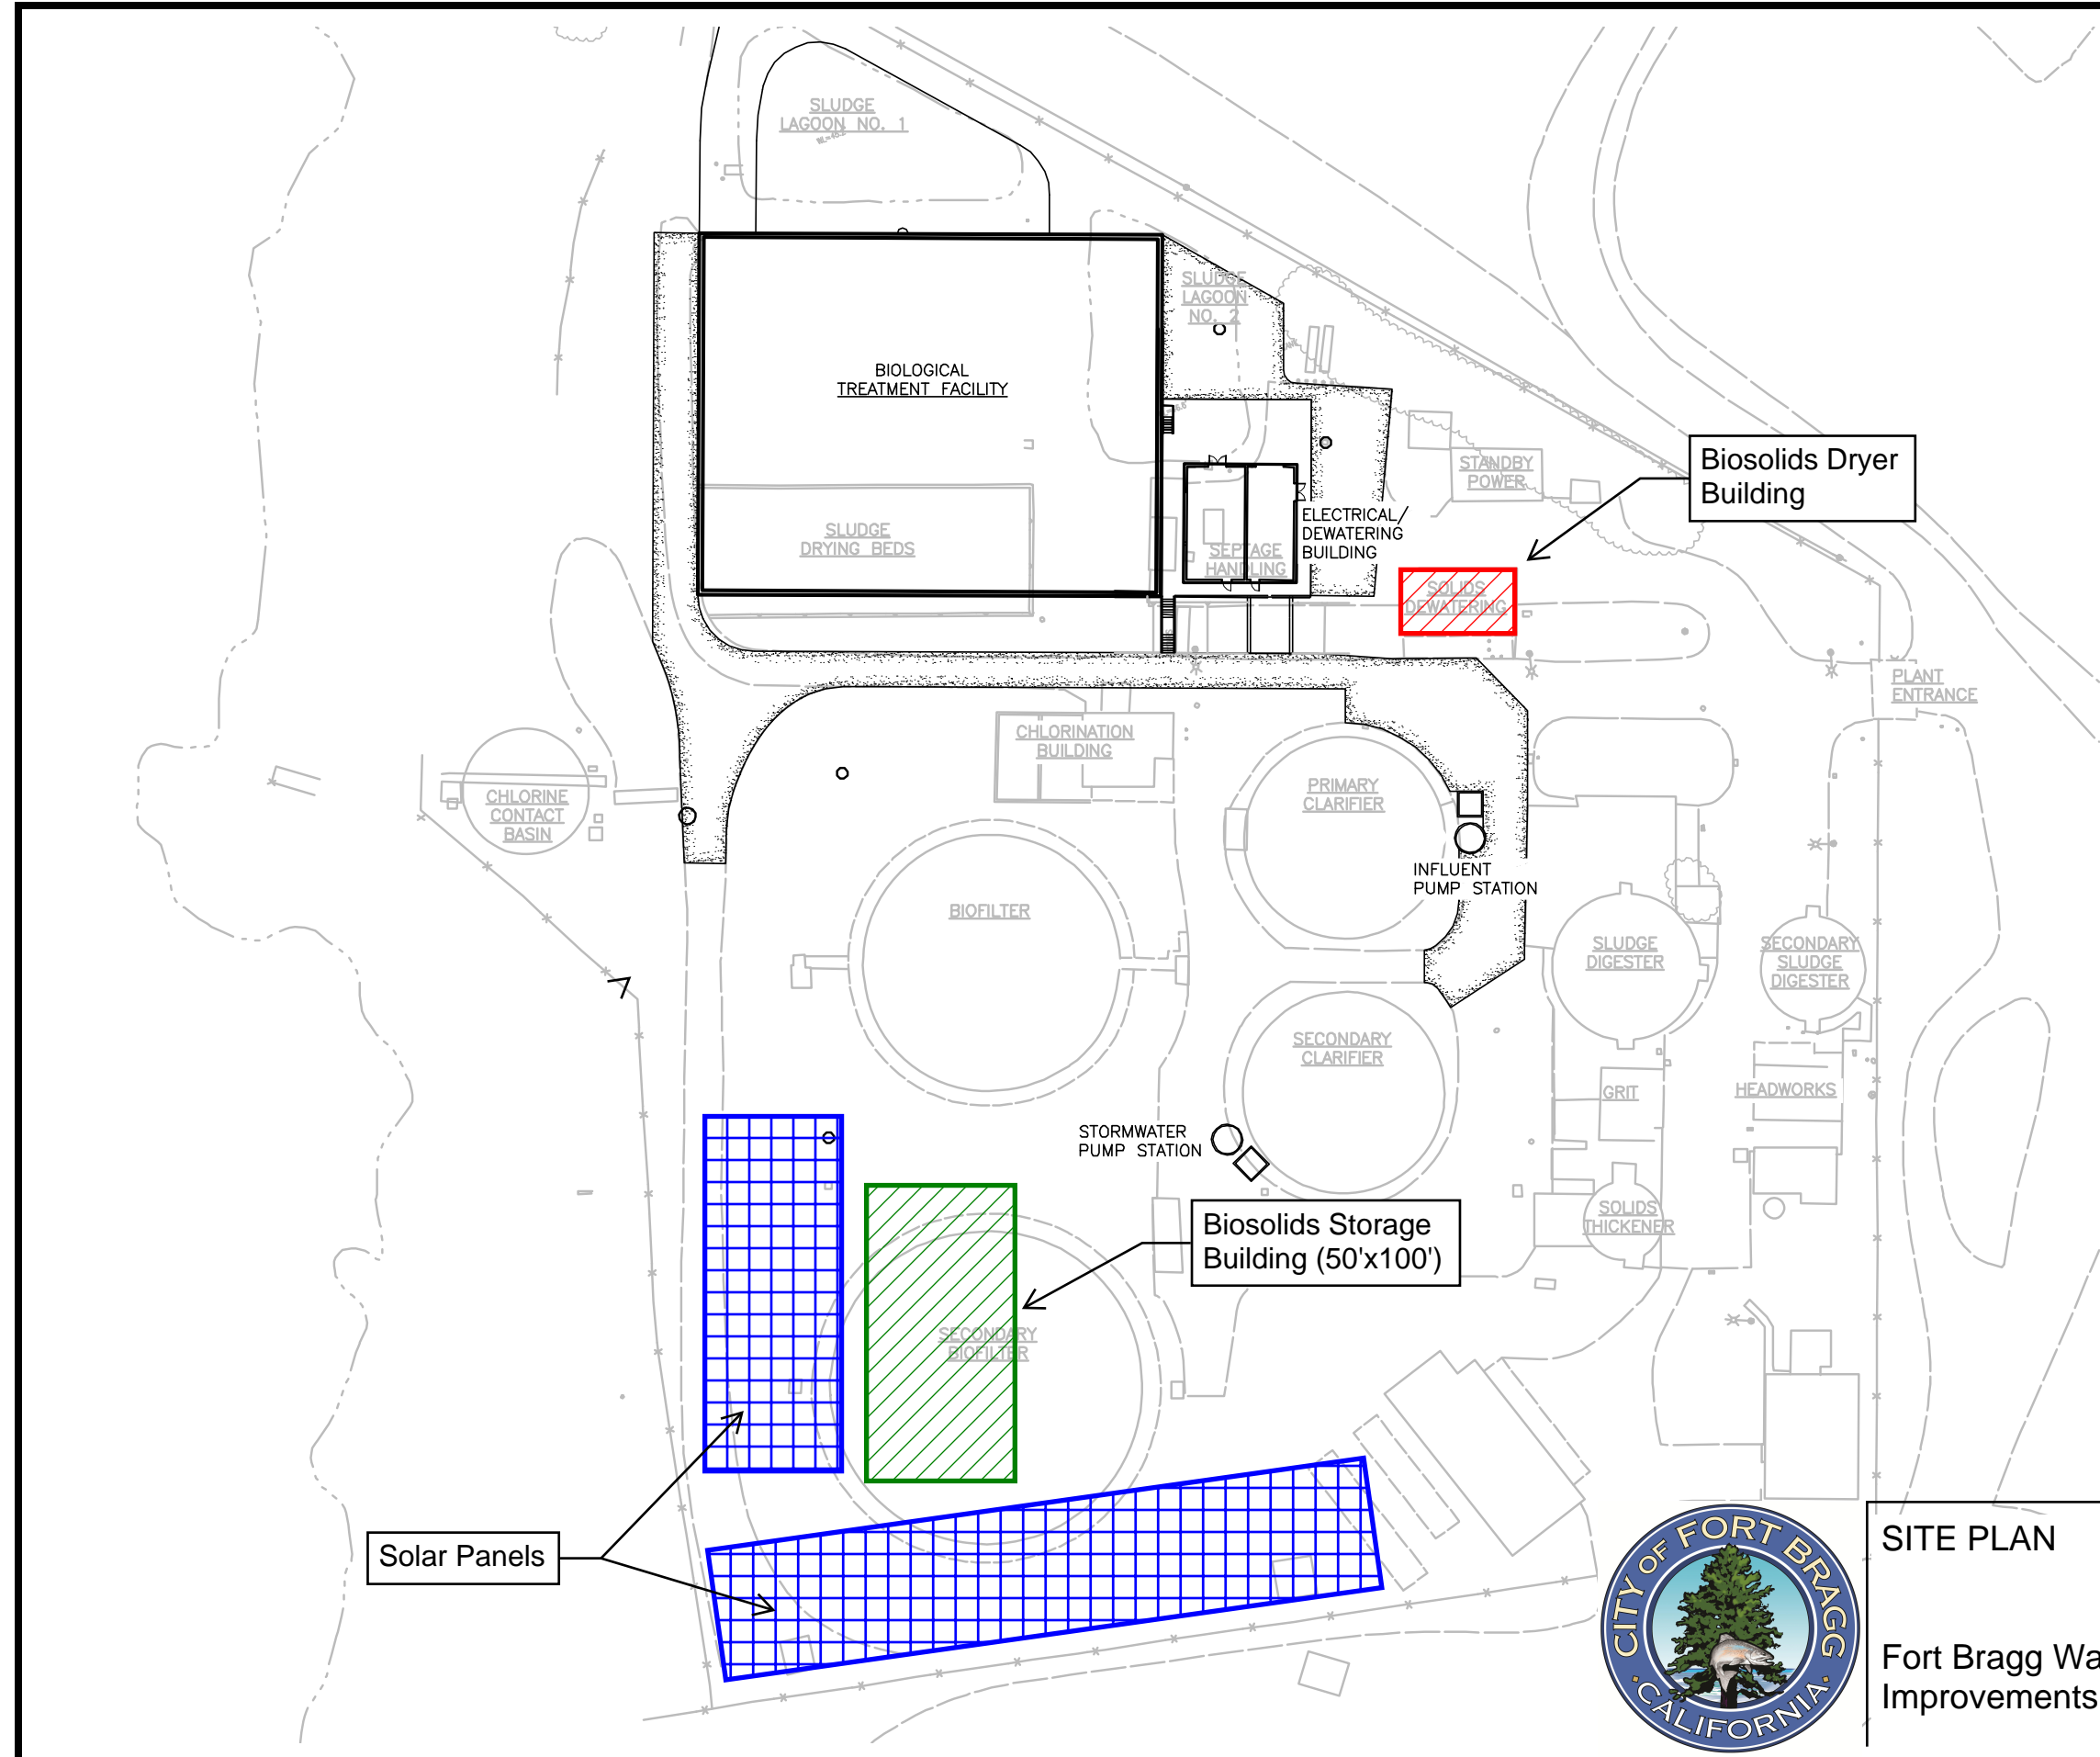 SLUDGE
LAGOON NO. 1
SLUDGE
LAGOON
NO. 2
BIOLOGICAL
TREATMENT FACILITY
STANDBY
POWER
Biosolids Dryer
Building
ELECTRICAL/
DEWATERING
BUILDING
SLUDGE
DRYING BEDS
SEPTAGE
HANDLING
SOLIDS
DEWATERING
PLANT
ENTRANCE
CHLORINATION
BUILDING
CHLORINE
CONTACT
BASIN
PRIMARY
CLARIFIER
INFLUENT
PUMP STATION
BIOFILTER
SLUDGE
DIGESTER
SECONDARY
SLUDGE
DIGESTER
SECONDARY
CLARIFIER
GRIT
HEADWORKS
STORMWATER
PUMP STATION
Biosolids Storage
Building (50'x100')
SOLIDS
THICKENER
SECONDARY
BIOFILTER
Solar Panels
CITY OF FORT BRAGG
CALIFORNIA
SITE PLAN
Fort Bragg Wa
Improvements